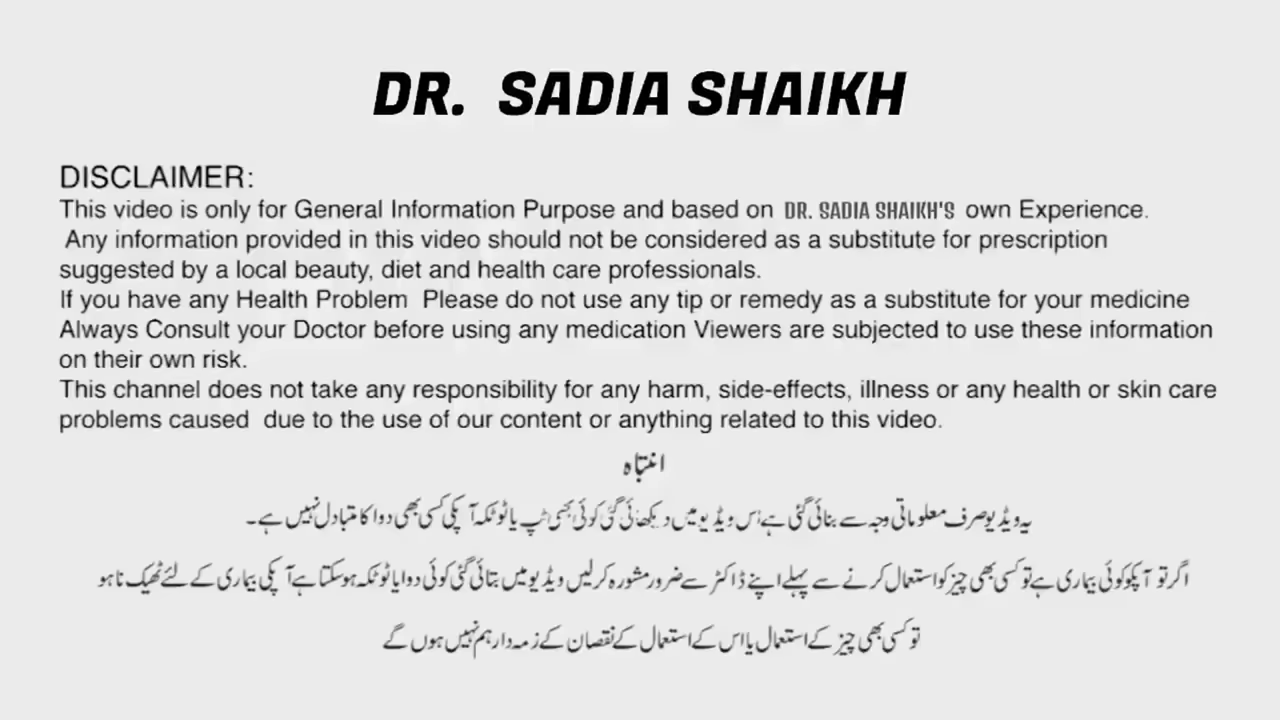 DR. SADIA SHAIKH
DISCLAIMER:
This video is only for General Information Purpose and based on DR. SADIA SHAIKH'S own Experience.
Any information provided in this video should not be considered as a substitute for prescription
suggested by a local beauty, diet and health care professionals.
If you have any Health Problem Please do not use any tip or remedy as a substitute for your medicine
Always Consult your Doctor before using any medication Viewers are subjected to use these information
on their own risk.
This channel does not take any responsibility for any harm, side-effects, illness or any health or skin care
problems caused due to the use of our content or anything related to this video.
انتباہ
یہ ویڈیو صرف معلوماتی وجہ سے بنائی گئی ہے اس ویڈیو میں دیکھائی گئی کوئی بھی ٹپ یا ٹوٹکہ آپکی کسی بھی دوا کا متبادل نہیں ہے۔
اگر تو آپکو کوئی بیماری ہے تو کسی بھی چیز کو استعمال کرنے سے پہلے اپنے ڈاکٹر سے ضرور مشورہ کر لیں ویڈیو میں بتائی گئی کوئی دوا یا ٹوٹکہ ہو سکتا ہے آپکی بیماری کے لئے ٹھیک نا ہو
تو کسی بھی چیز کے استعمال یا اس کے استعمال کے نقصان کے زمہ دار ہم نہیں ہوں گے